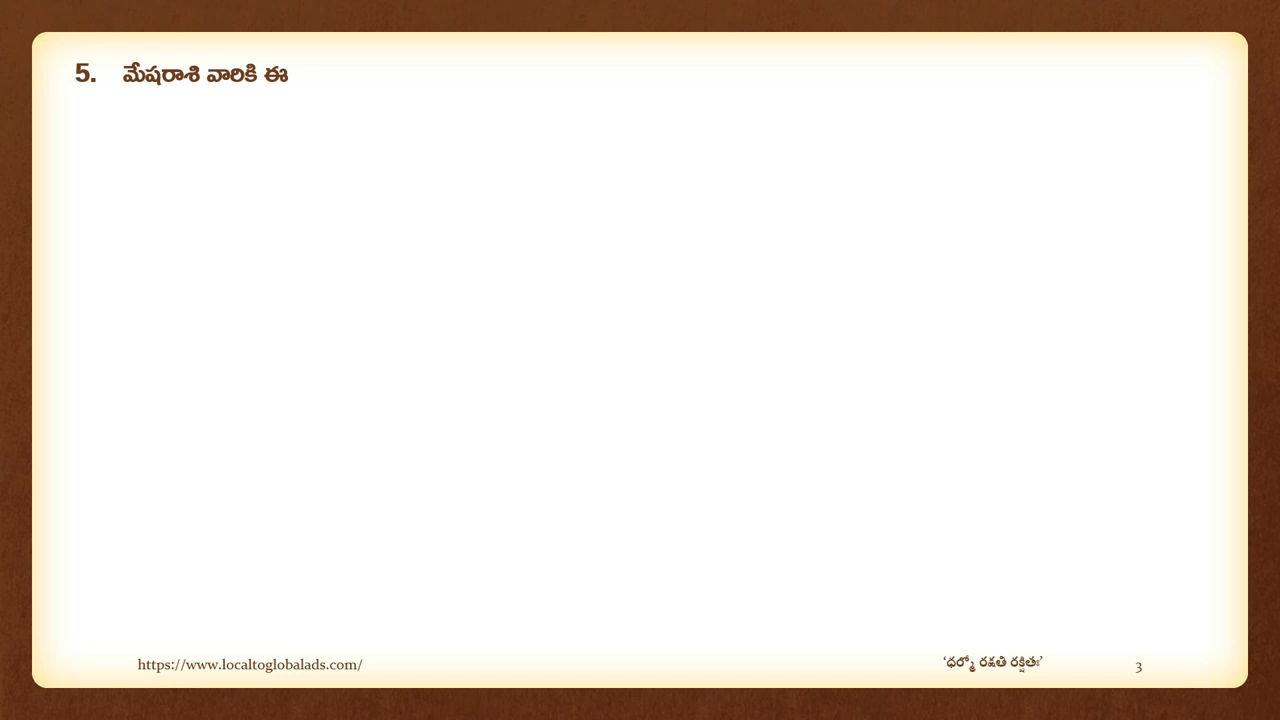 5. మేషరాశి వారికి ఈ
https://www.localtoglobalads.com/ ‘ధర్మో రక్షతి రక్షితః’ 3